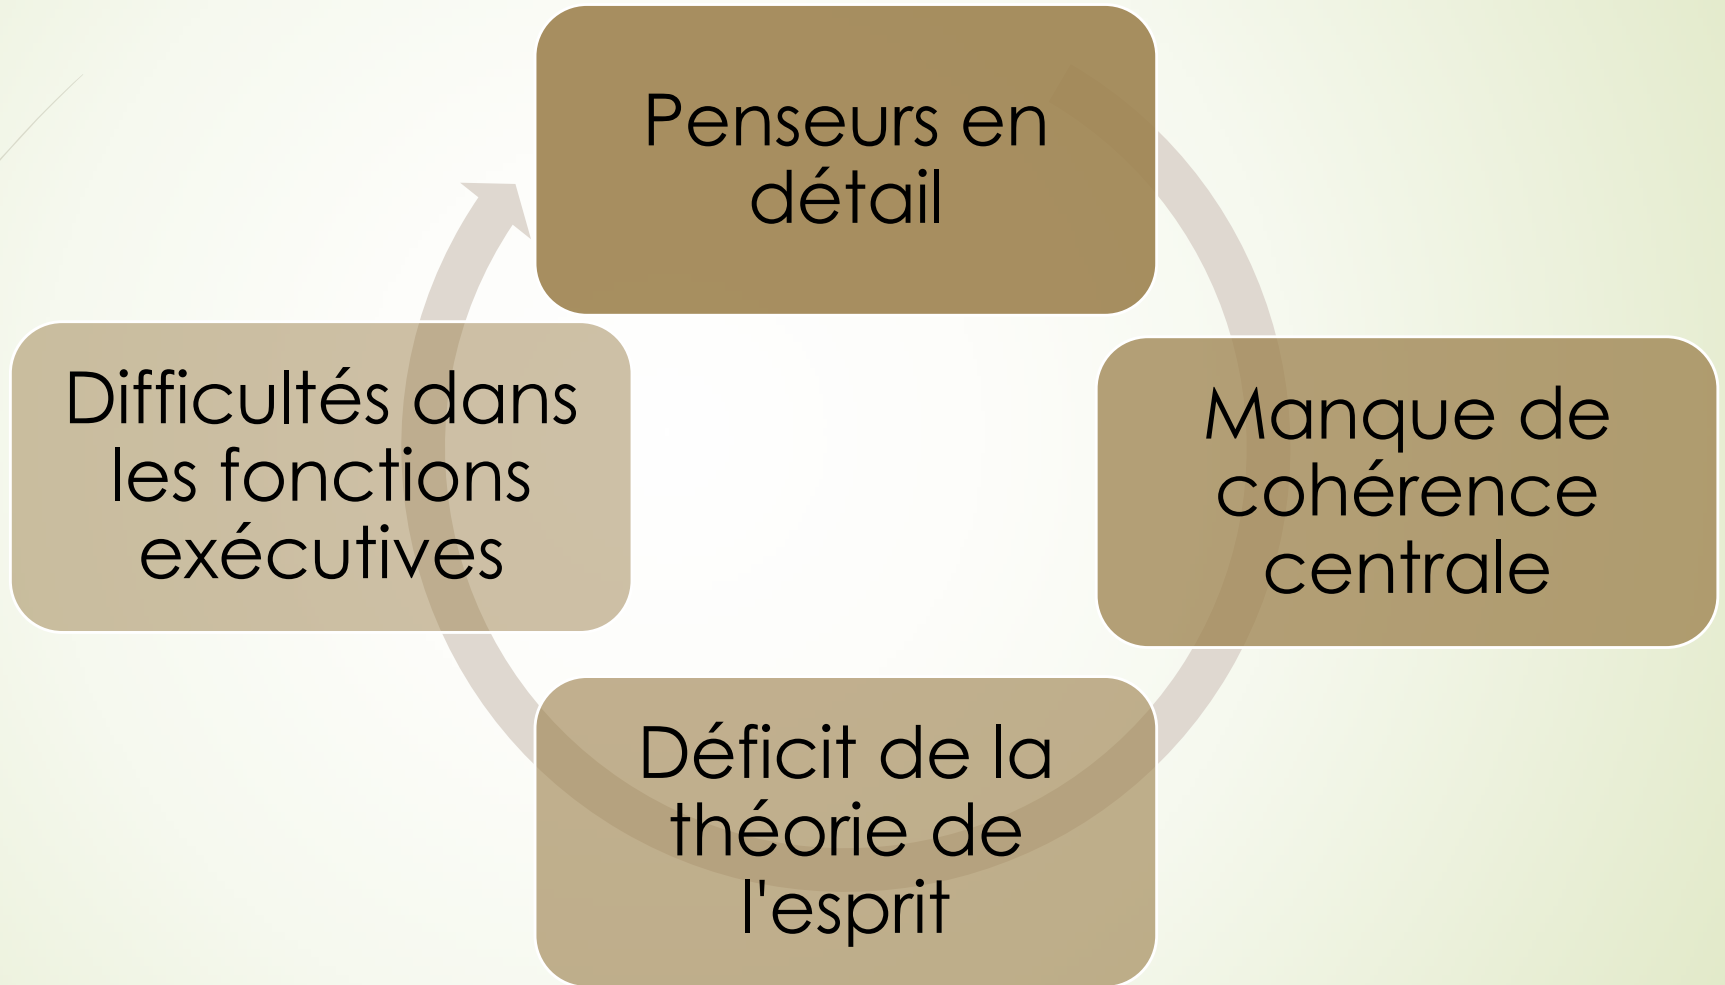 Penseurs en
détail
Manque de
cohérence
centrale
Déficit de la
théorie de
l'esprit
Difficultés dans
les fonctions
exécutives